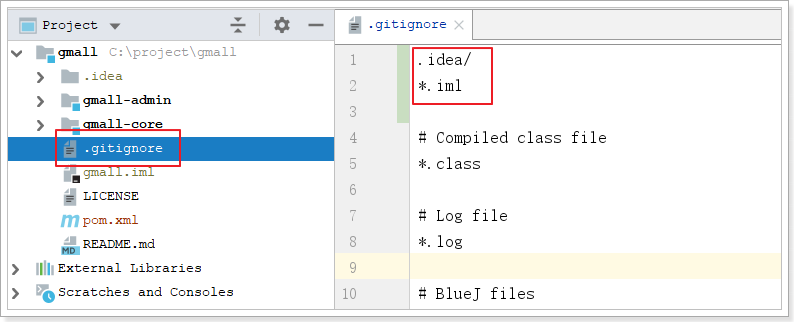 Project
gmall C:\project\gmall
.idea
gmall-admin
gmall-core
.gitignore
gmall.iml
LICENSE
pom.xml
README.md
External Libraries
Scratches and Consoles
.gitignore
1 .idea/
2 *.iml
3
4 # Compiled class file
5 *.class
6
7 # Log file
8 *.log
9
10 # BlueJ files